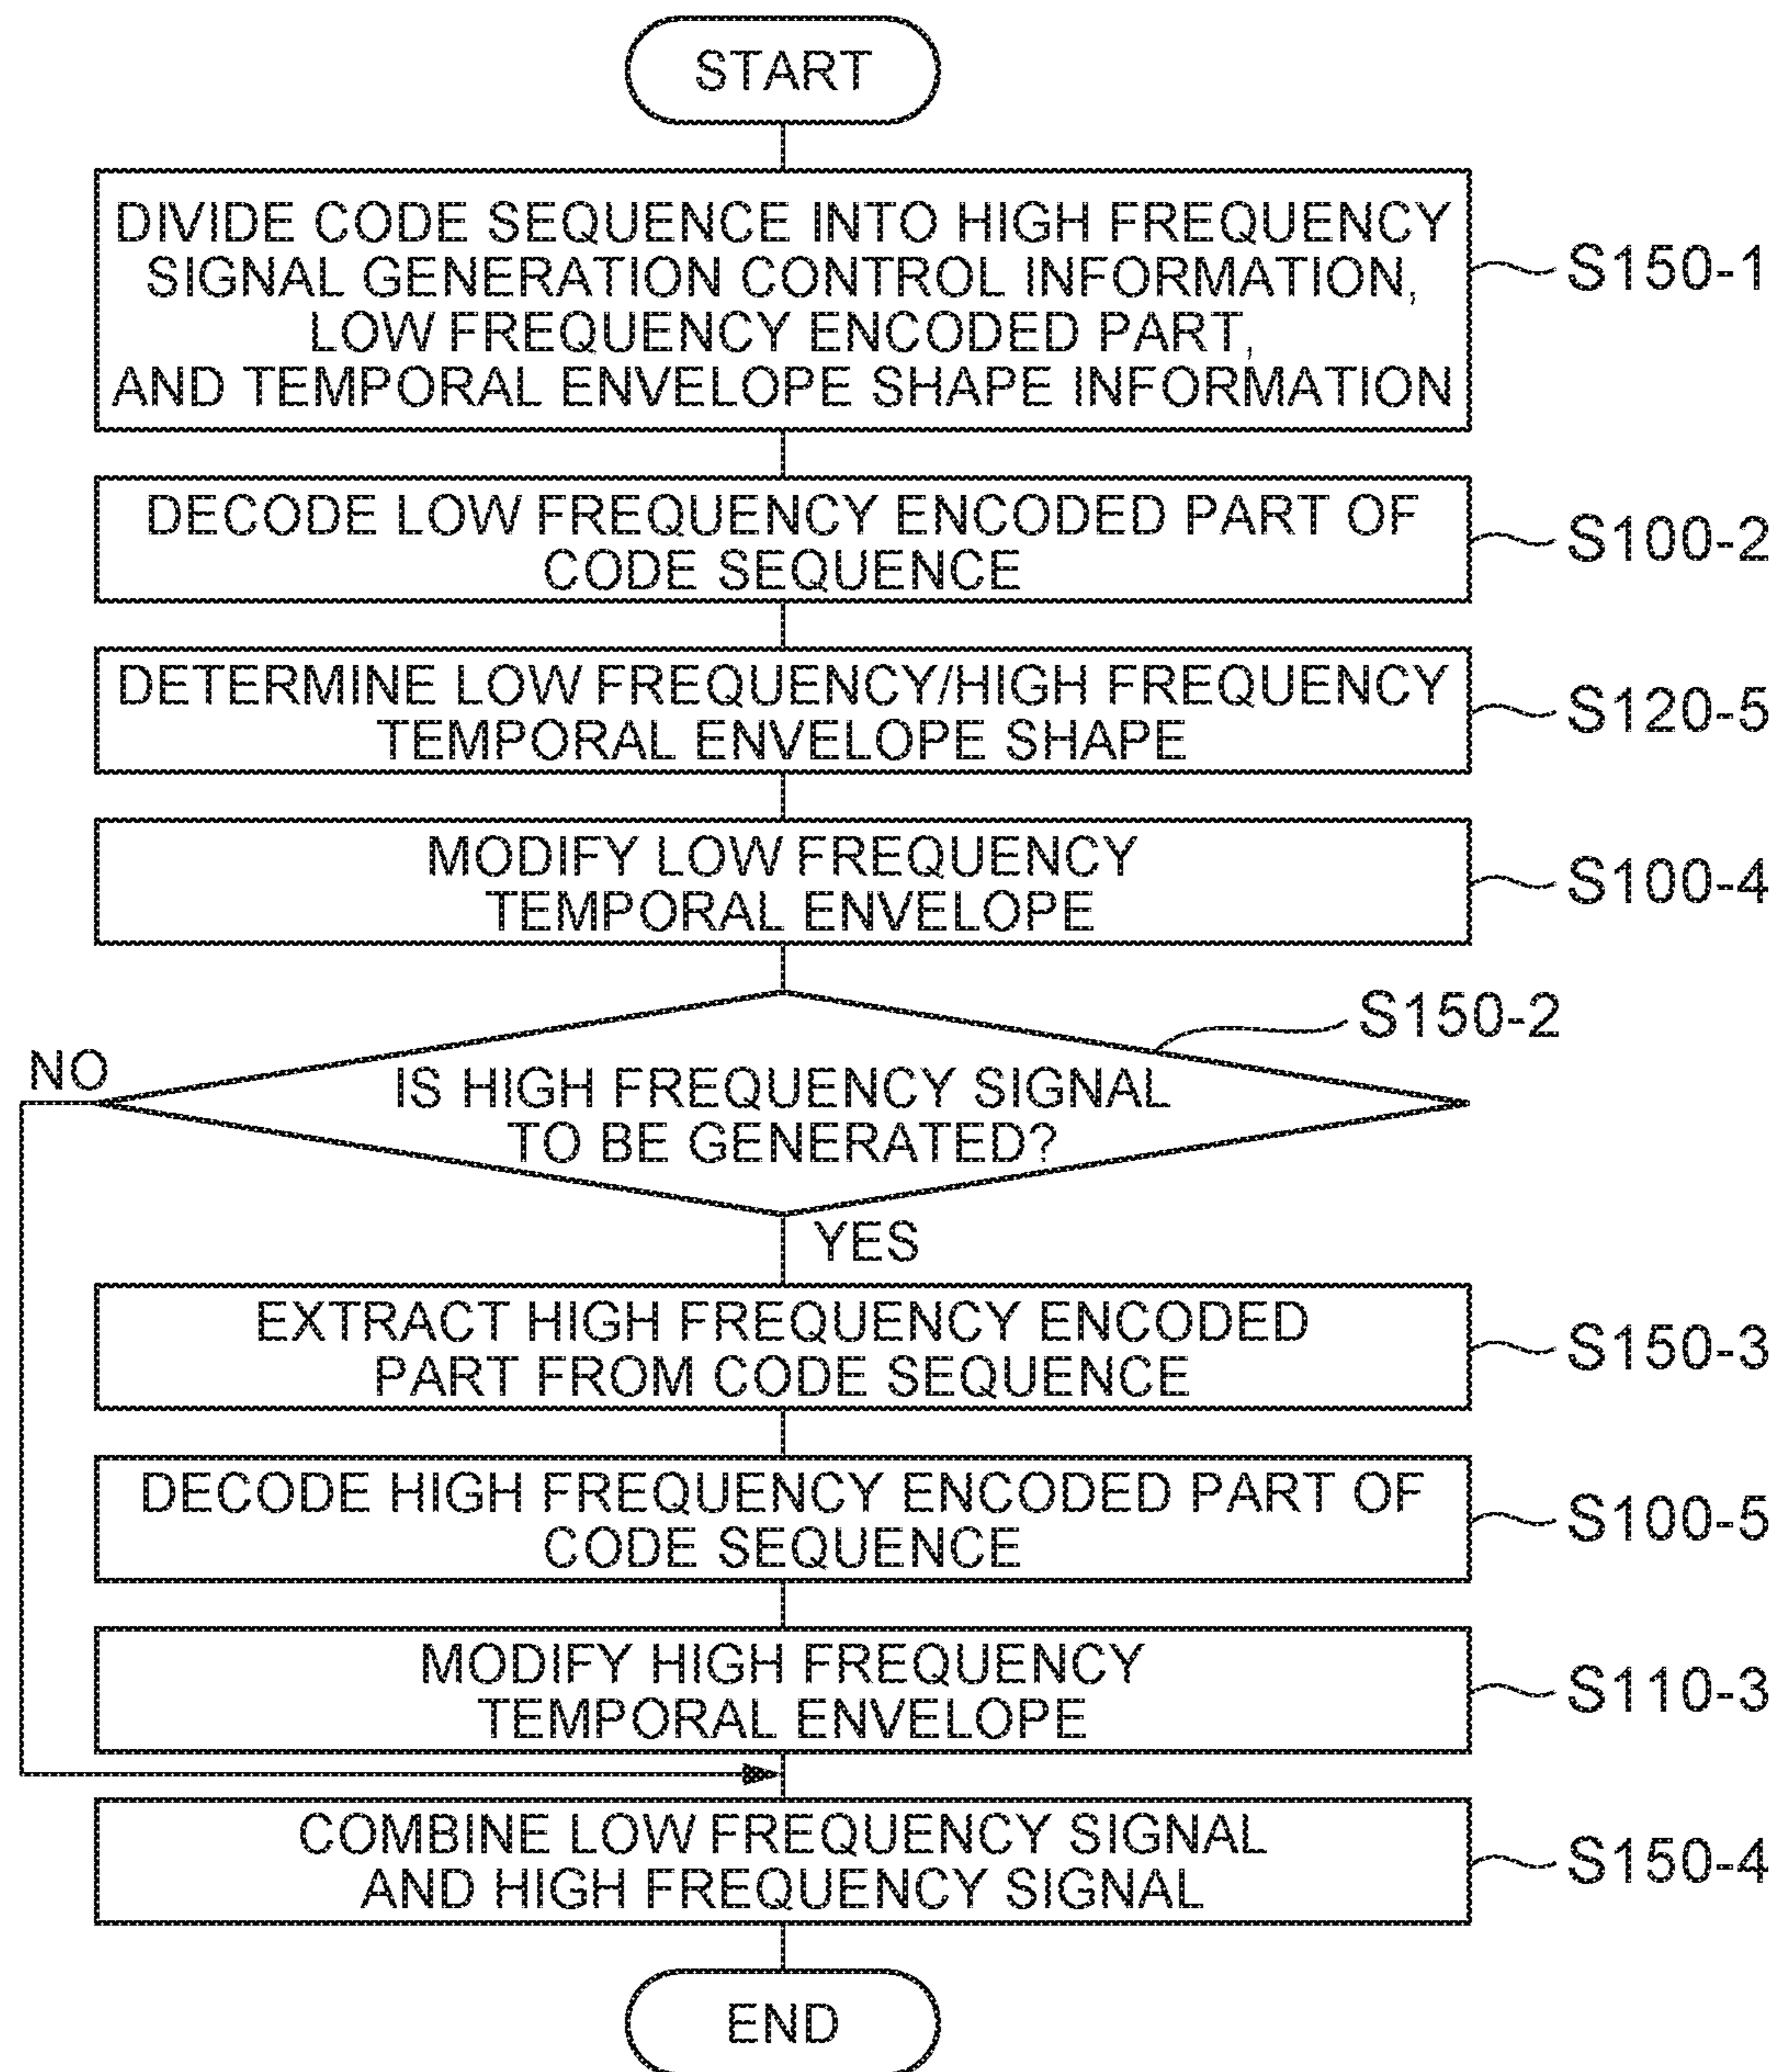 START
DIVIDE CODE SEQUENCE INTO HIGH FREQUENCY
SIGNAL GENERATION CONTROL INFORMATION,
LOW FREQUENCY ENCODED PART,
AND TEMPORAL ENVELOPE SHAPE INFORMATION
S150-1
DECODE LOW FREQUENCY ENCODED PART OF
CODE SEQUENCE
S100-2
DETERMINE LOW FREQUENCY/HIGH FREQUENCY
TEMPORAL ENVELOPE SHAPE
S120-5
MODIFY LOW FREQUENCY
TEMPORAL ENVELOPE
S100-4
S150-2
NO
IS HIGH FREQUENCY SIGNAL
TO BE GENERATED?
YES
EXTRACT HIGH FREQUENCY ENCODED
PART FROM CODE SEQUENCE
S150-3
DECODE HIGH FREQUENCY ENCODED PART OF
CODE SEQUENCE
S100-5
MODIFY HIGH FREQUENCY
TEMPORAL ENVELOPE
S110-3
COMBINE LOW FREQUENCY SIGNAL
AND HIGH FREQUENCY SIGNAL
S150-4
END